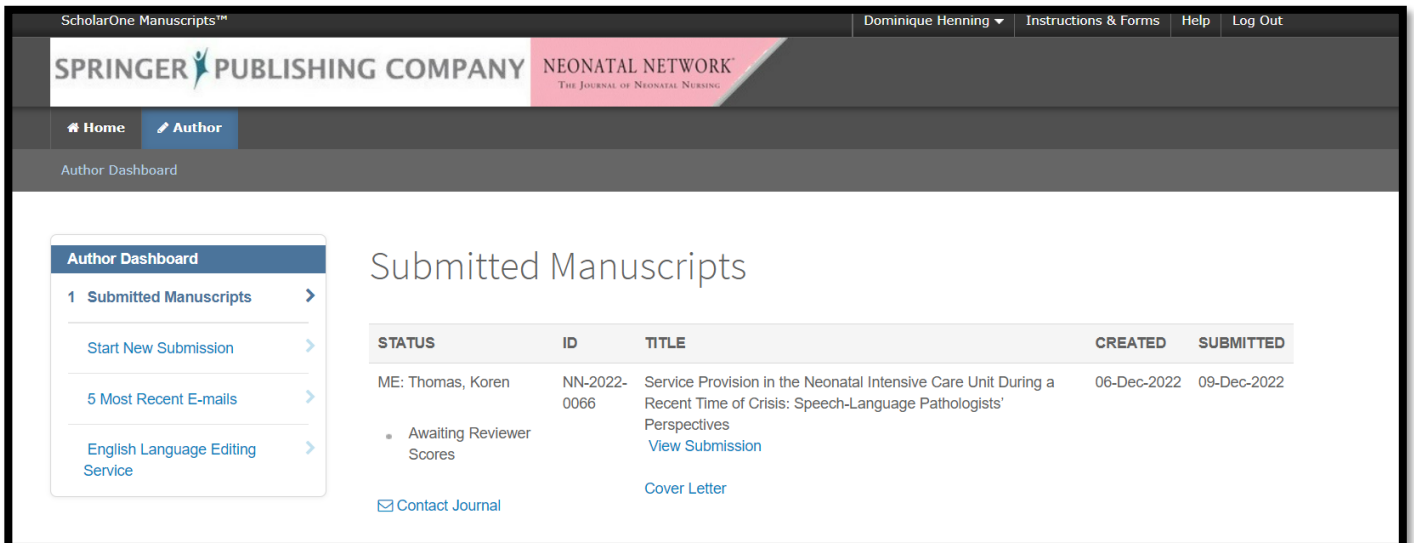 ScholarOne Manuscripts™
Dominique Henning Instructions & Forms Help Log Out
SPRINGER PUBLISHING COMPANY
NEONATAL NETWORK
THE JOURNAL OF NEONATAL NURSING
Home Author
Author Dashboard
Author Dashboard
1 Submitted Manuscripts
Start New Submission
5 Most Recent E-mails
English Language Editing
Service
Submitted Manuscripts
STATUS ID TITLE CREATED SUBMITTED
ME: Thomas, Koren NN-2022- Service Provision in the Neonatal Intensive Care Unit During a 06-Dec-2022 09-Dec-2022
0066 Recent Time of Crisis: Speech-Language Pathologists'
Perspectives
Awaiting Reviewer
Scores
View Submission
Cover Letter
Contact Journal